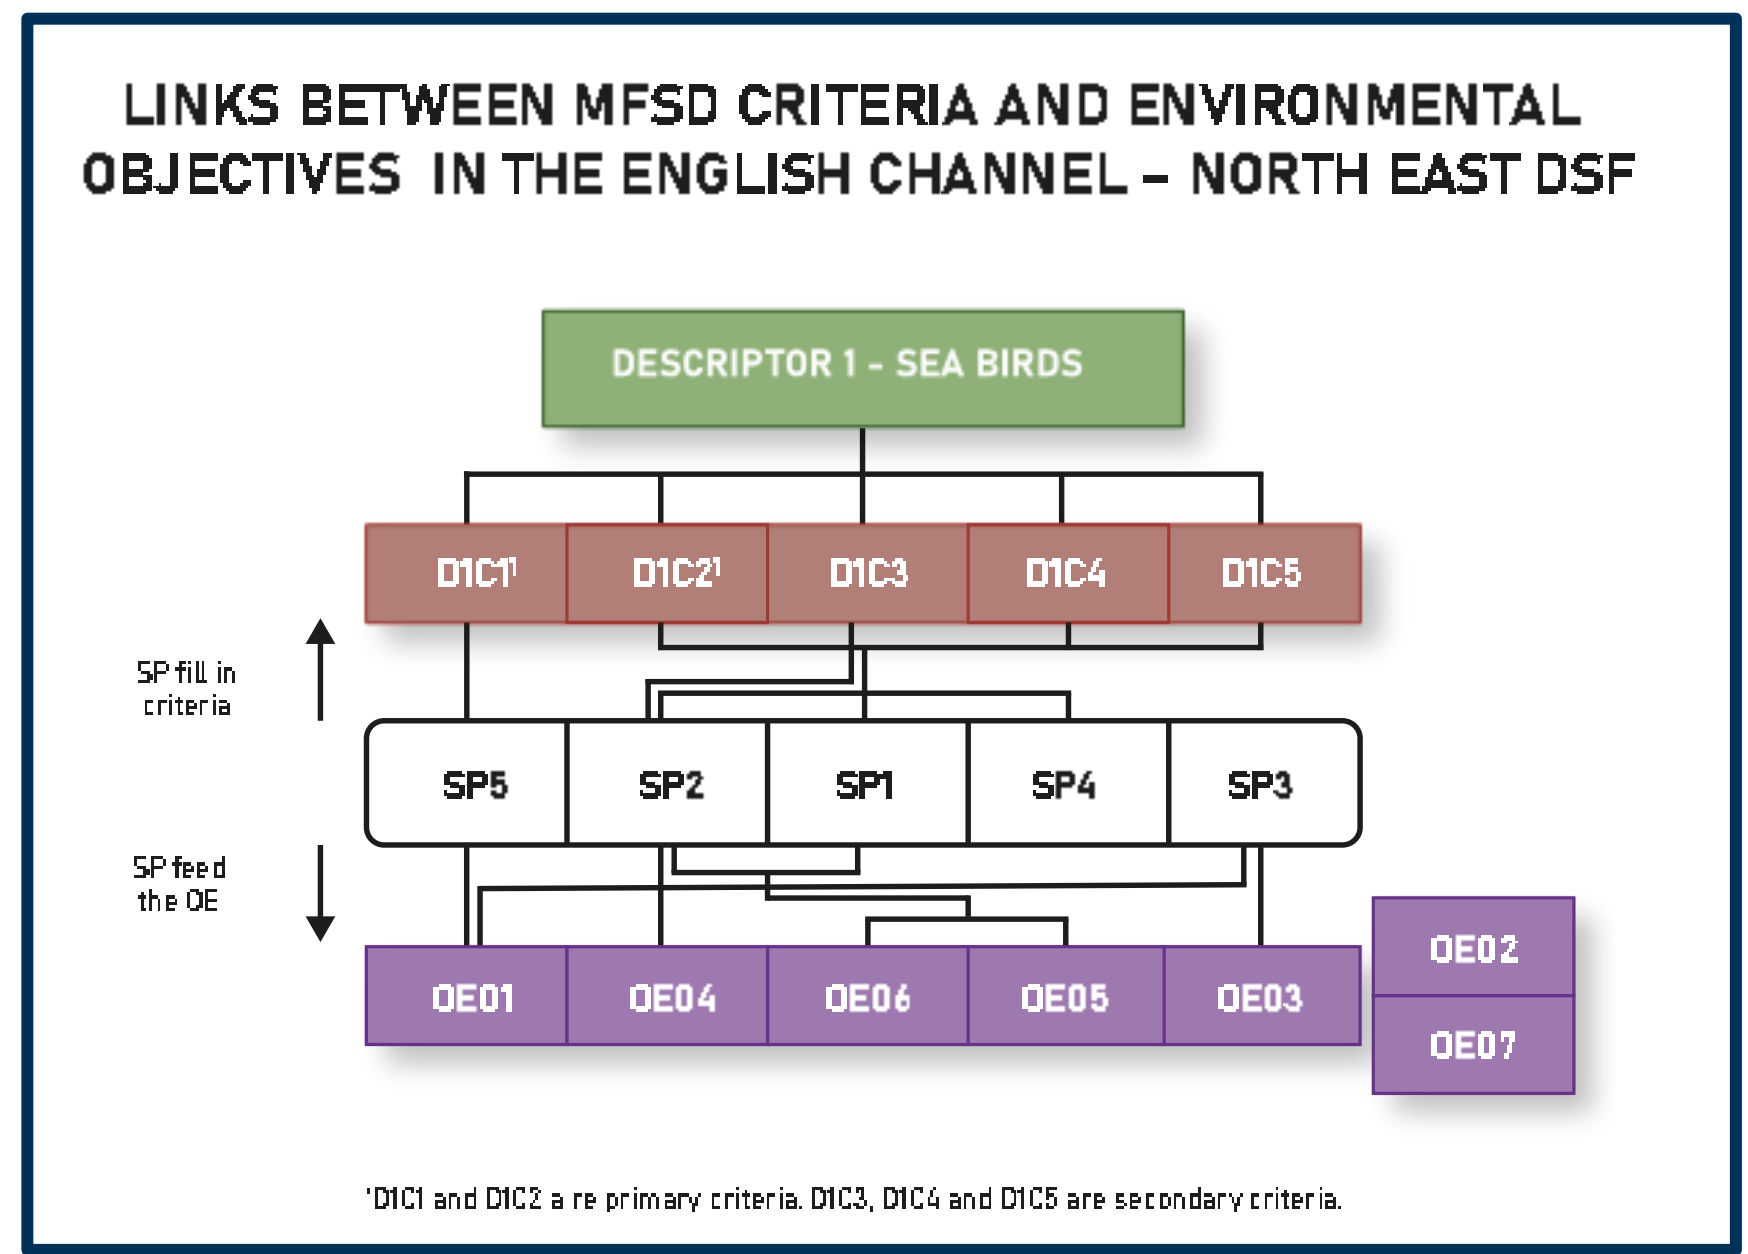 LINKS BETWEEN MFSD CRITERIA AND ENVIRONMENTAL
OBJECTIVES IN THE ENGLISH CHANNEL – NORTH EAST DSF
DESCRIPTOR 1 - SEA BIRDS
D1C1¹ D1C2¹ D1C3 D1C4 D1C5
SP fill in
criteria
SP5 SP2 SP1 SP4 SP3
SP feed
the OE
OE01 OE04 OE06 OE05 OE03
OE02
OE07
¹D1C1 and D1C2 a re primary criteria. D1C3, D1C4 and D1C5 are secondary criteria.